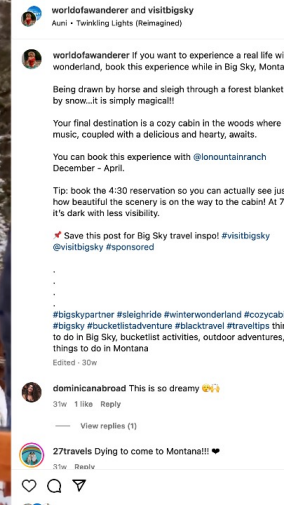 worldofawanderer and visitbigsky
Auni • Twinkling Lights (Reimagined)
worldofawanderer If you want to experience a real life wi
wonderland, book this experience while in Big Sky, Monta
Being drawn by horse and sleigh through a forest blanket
by snow...it is simply magical!!
Your final destination is a cozy cabin in the woods where
music, coupled with a delicious and hearty, awaits.
You can book this experience with @lonountainranch
December - April.
Tip: book the 4:30 reservation so you can actually see jus
how beautiful the scenery is on the way to the cabin! At 7
it's dark with less visibility.
📌 Save this post for Big Sky travel inspo! #visitbigsky
@visitbigsky #sponsored
.
.
.
.
#bigskypartner #sleighride #winterwonderland #cozycab
#bigsky #bucketlistadventure #blacktravel #traveltips thi
to do in Big Sky, bucketlist activities, outdoor adventures,
things to do in Montana
Edited · 30w
dominicanabroad This is so dreamy 😍🙌
31w 1 like Reply
View replies (1)
27travels Dying to come to Montana!!! ❤
31w Reply